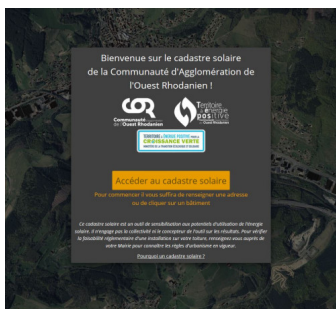 Bienvenue sur le cadastre solaire
de la Communauté d'Agglomération de
l'Ouest Rhodanien !
COR
Communauté
de l'Ouest Rhodanien
Territoire
à énergie
positive
TERRITOIRE à ÉNERGIE POSITIVE POUR LA
CROISSANCE VERTE
Accéder au cadastre solaire
Pour commencer il vous suffira de renseigner une adresse
ou de cliquer sur un bâtiment
Ce cadastre solaire est un outil de sensibilisation aux potentiels d'utilisation de l'énergie
solaire. Il n'engage pas la collectivité ni le concepteur de l'outil sur les résultats. Pour vérifier
la faisabilité réglementaire d'une installation sur votre toiture, renseignez-vous auprès de
votre Mairie pour connaître les règles d'urbanisme en vigueur.
Pourquoi un cadastre solaire ?